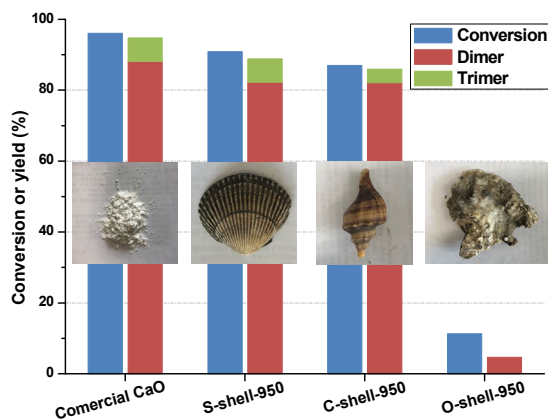 100
80
60
40
20
0
Conversion or yield (%)
Conversion
Dimer
Trimer
Comercial CaO
S-shell-950
C-shell-950
O-shell-950